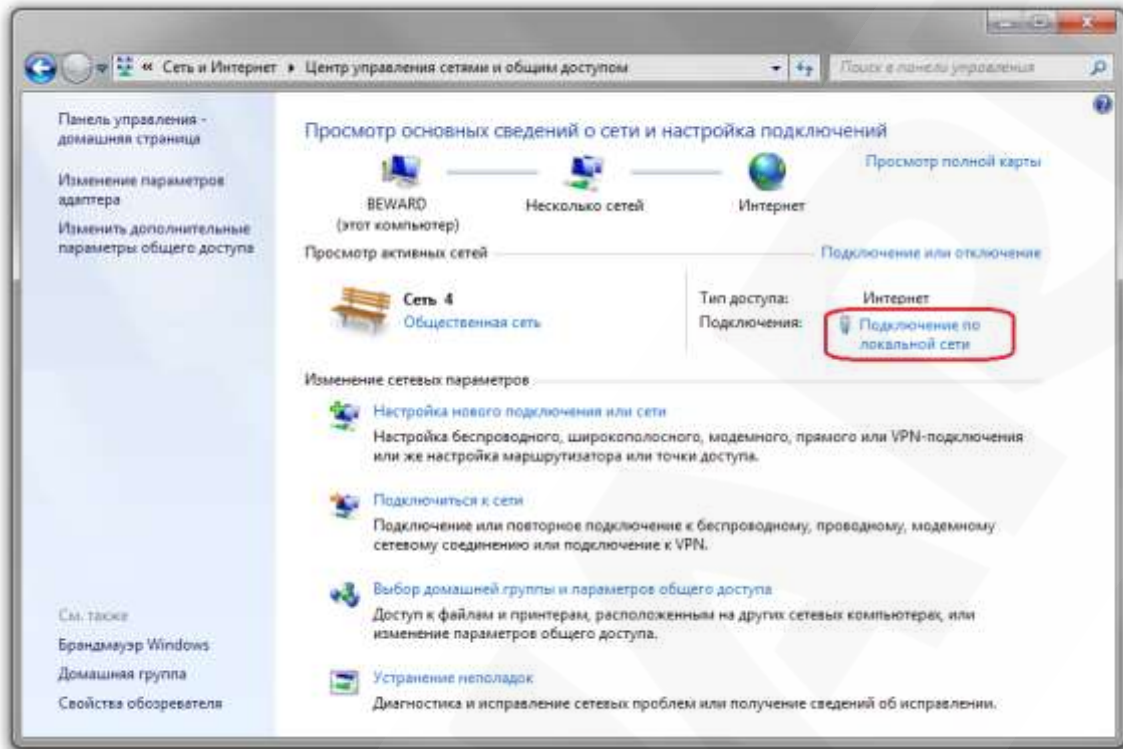 « Сеть и Интернет ▸ Центр управления сетями и общим доступом
Поиск в панели управления
Панель управления -
домашняя страница
Изменение параметров
адаптера
Изменить дополнительные
параметры общего доступа
См. также
Брандмауэр Windows
Домашняя группа
Свойства обозревателя
Просмотр основных сведений о сети и настройка подключений
Просмотр полной карты
BEWARD
(этот компьютер)
Несколько сетей
Интернет
Просмотр активных сетей
Подключение или отключение
Сеть 4
Общественная сеть
Тип доступа: Интернет
Подключения: Подключение по
локальной сети
Изменение сетевых параметров
Настройка нового подключения или сети
Настройка беспроводного, широкополосного, модемного, прямого или VPN-подключения
или же настройка маршрутизатора или точки доступа.
Подключиться к сети
Подключение или повторное подключение к беспроводному, проводному, модемному
сетевому соединению или подключение к VPN.
Выбор домашней группы и параметров общего доступа
Доступ к файлам и принтерам, расположенным на других сетевых компьютерах, или
изменение параметров общего доступа.
Устранение неполадок
Диагностика и исправление сетевых проблем или получение сведений об исправлении.